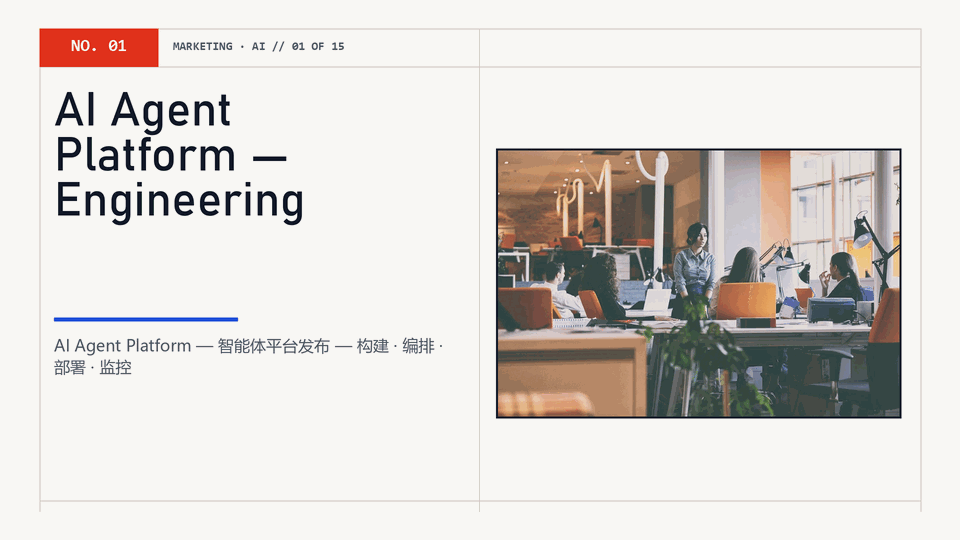 NO. 01
MARKETING · AI // 01 OF 15
AI Agent
Platform —
Engineering
AI Agent Platform — 智能体平台发布 — 构建 · 编排 ·
部署 · 监控